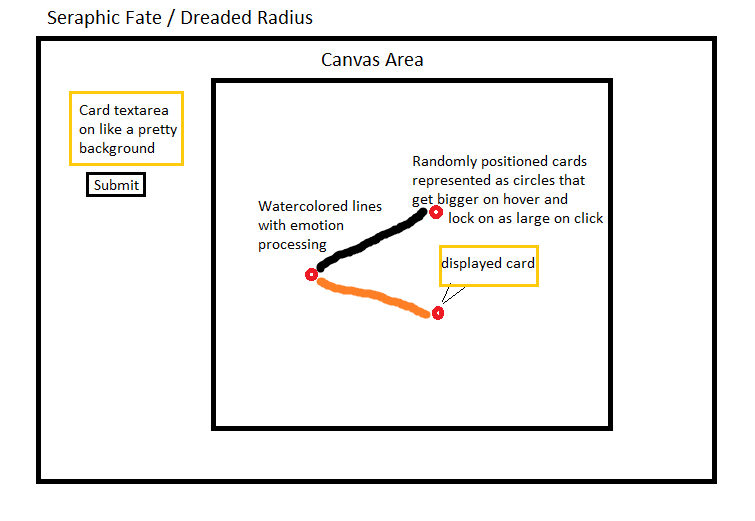 Seraphic Fate / Dreaded Radius
Canvas Area
Card textarea
on like a pretty
background
Submit
Randomly positioned cards
represented as circles that
get bigger on hover and
lock on as large on click
Watercolored lines
with emotion
processing
displayed card